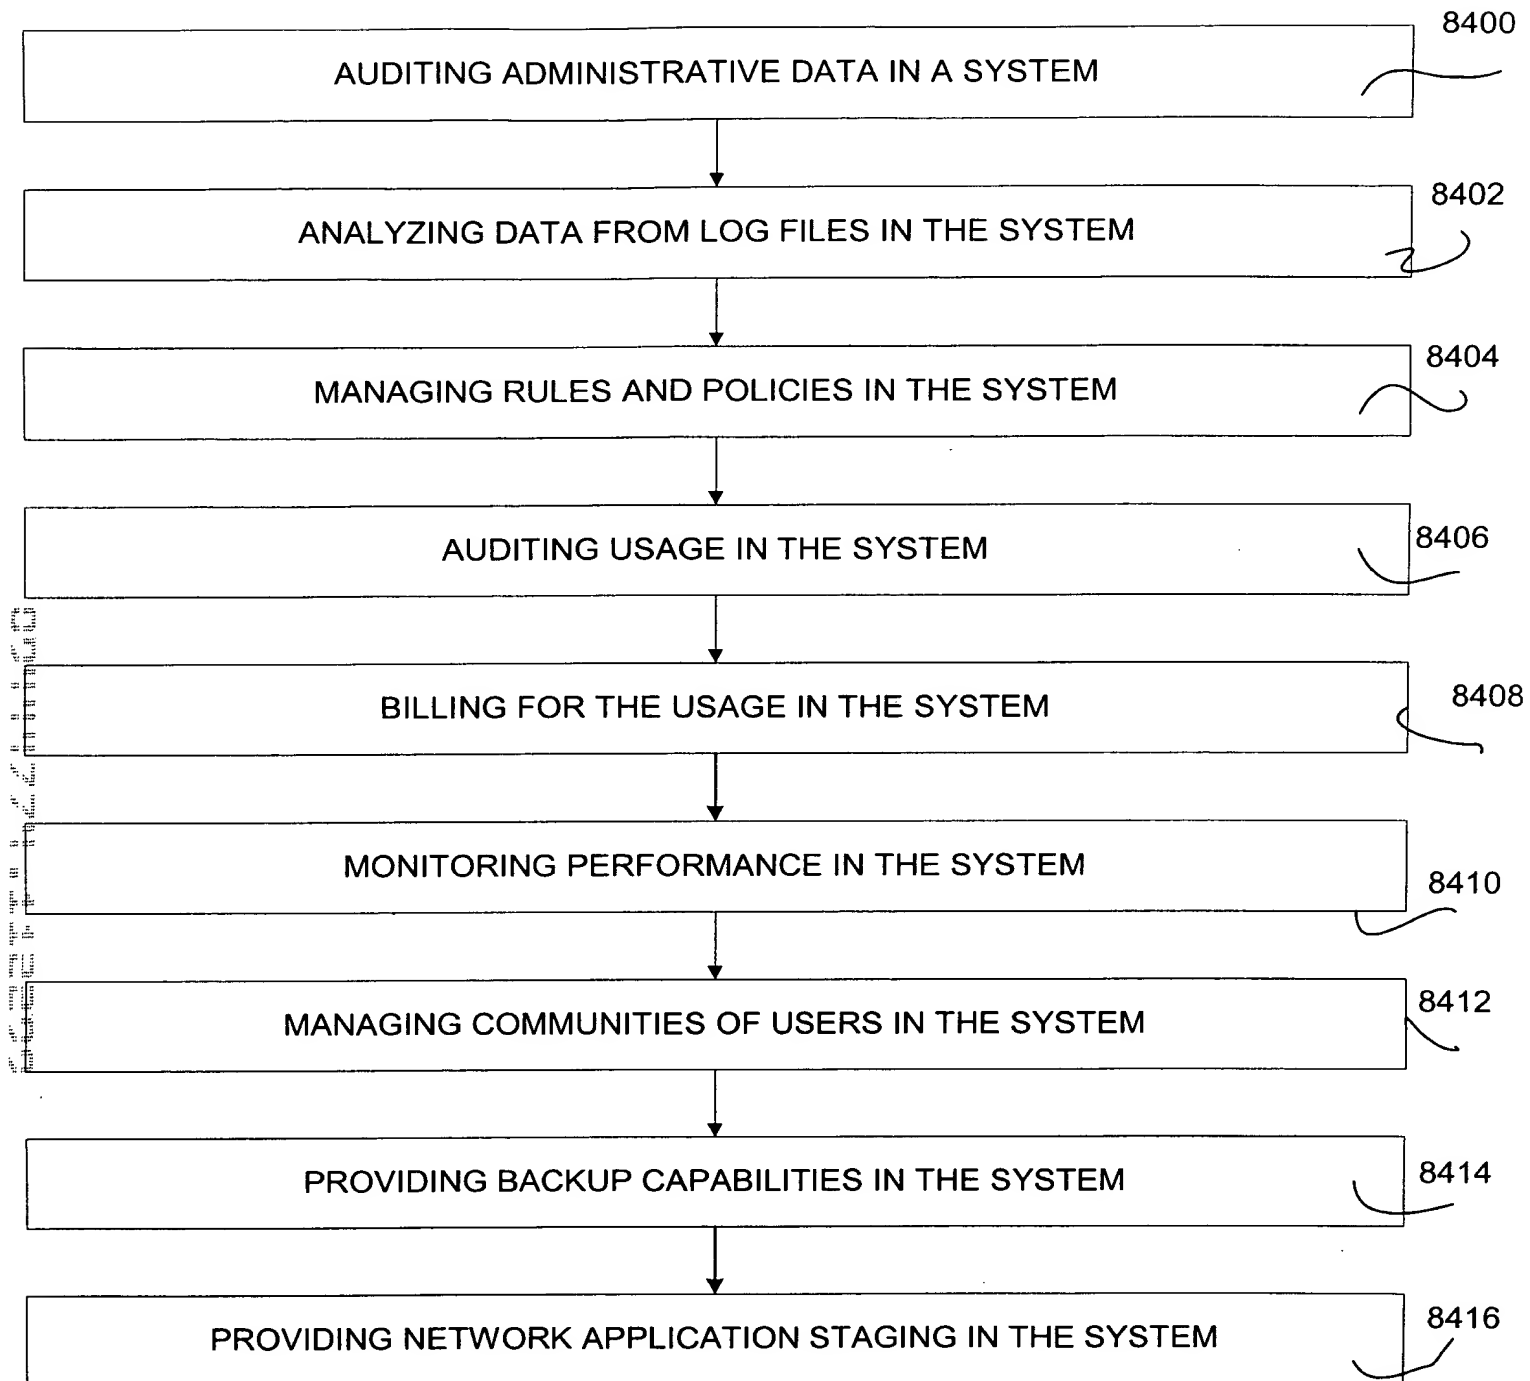 8400
AUDITING ADMINISTRATIVE DATA IN A SYSTEM
8402
ANALYZING DATA FROM LOG FILES IN THE SYSTEM
8404
MANAGING RULES AND POLICIES IN THE SYSTEM
8406
AUDITING USAGE IN THE SYSTEM
8408
BILLING FOR THE USAGE IN THE SYSTEM
MONITORING PERFORMANCE IN THE SYSTEM
8410
8412
MANAGING COMMUNITIES OF USERS IN THE SYSTEM
8414
PROVIDING BACKUP CAPABILITIES IN THE SYSTEM
8416
PROVIDING NETWORK APPLICATION STAGING IN THE SYSTEM